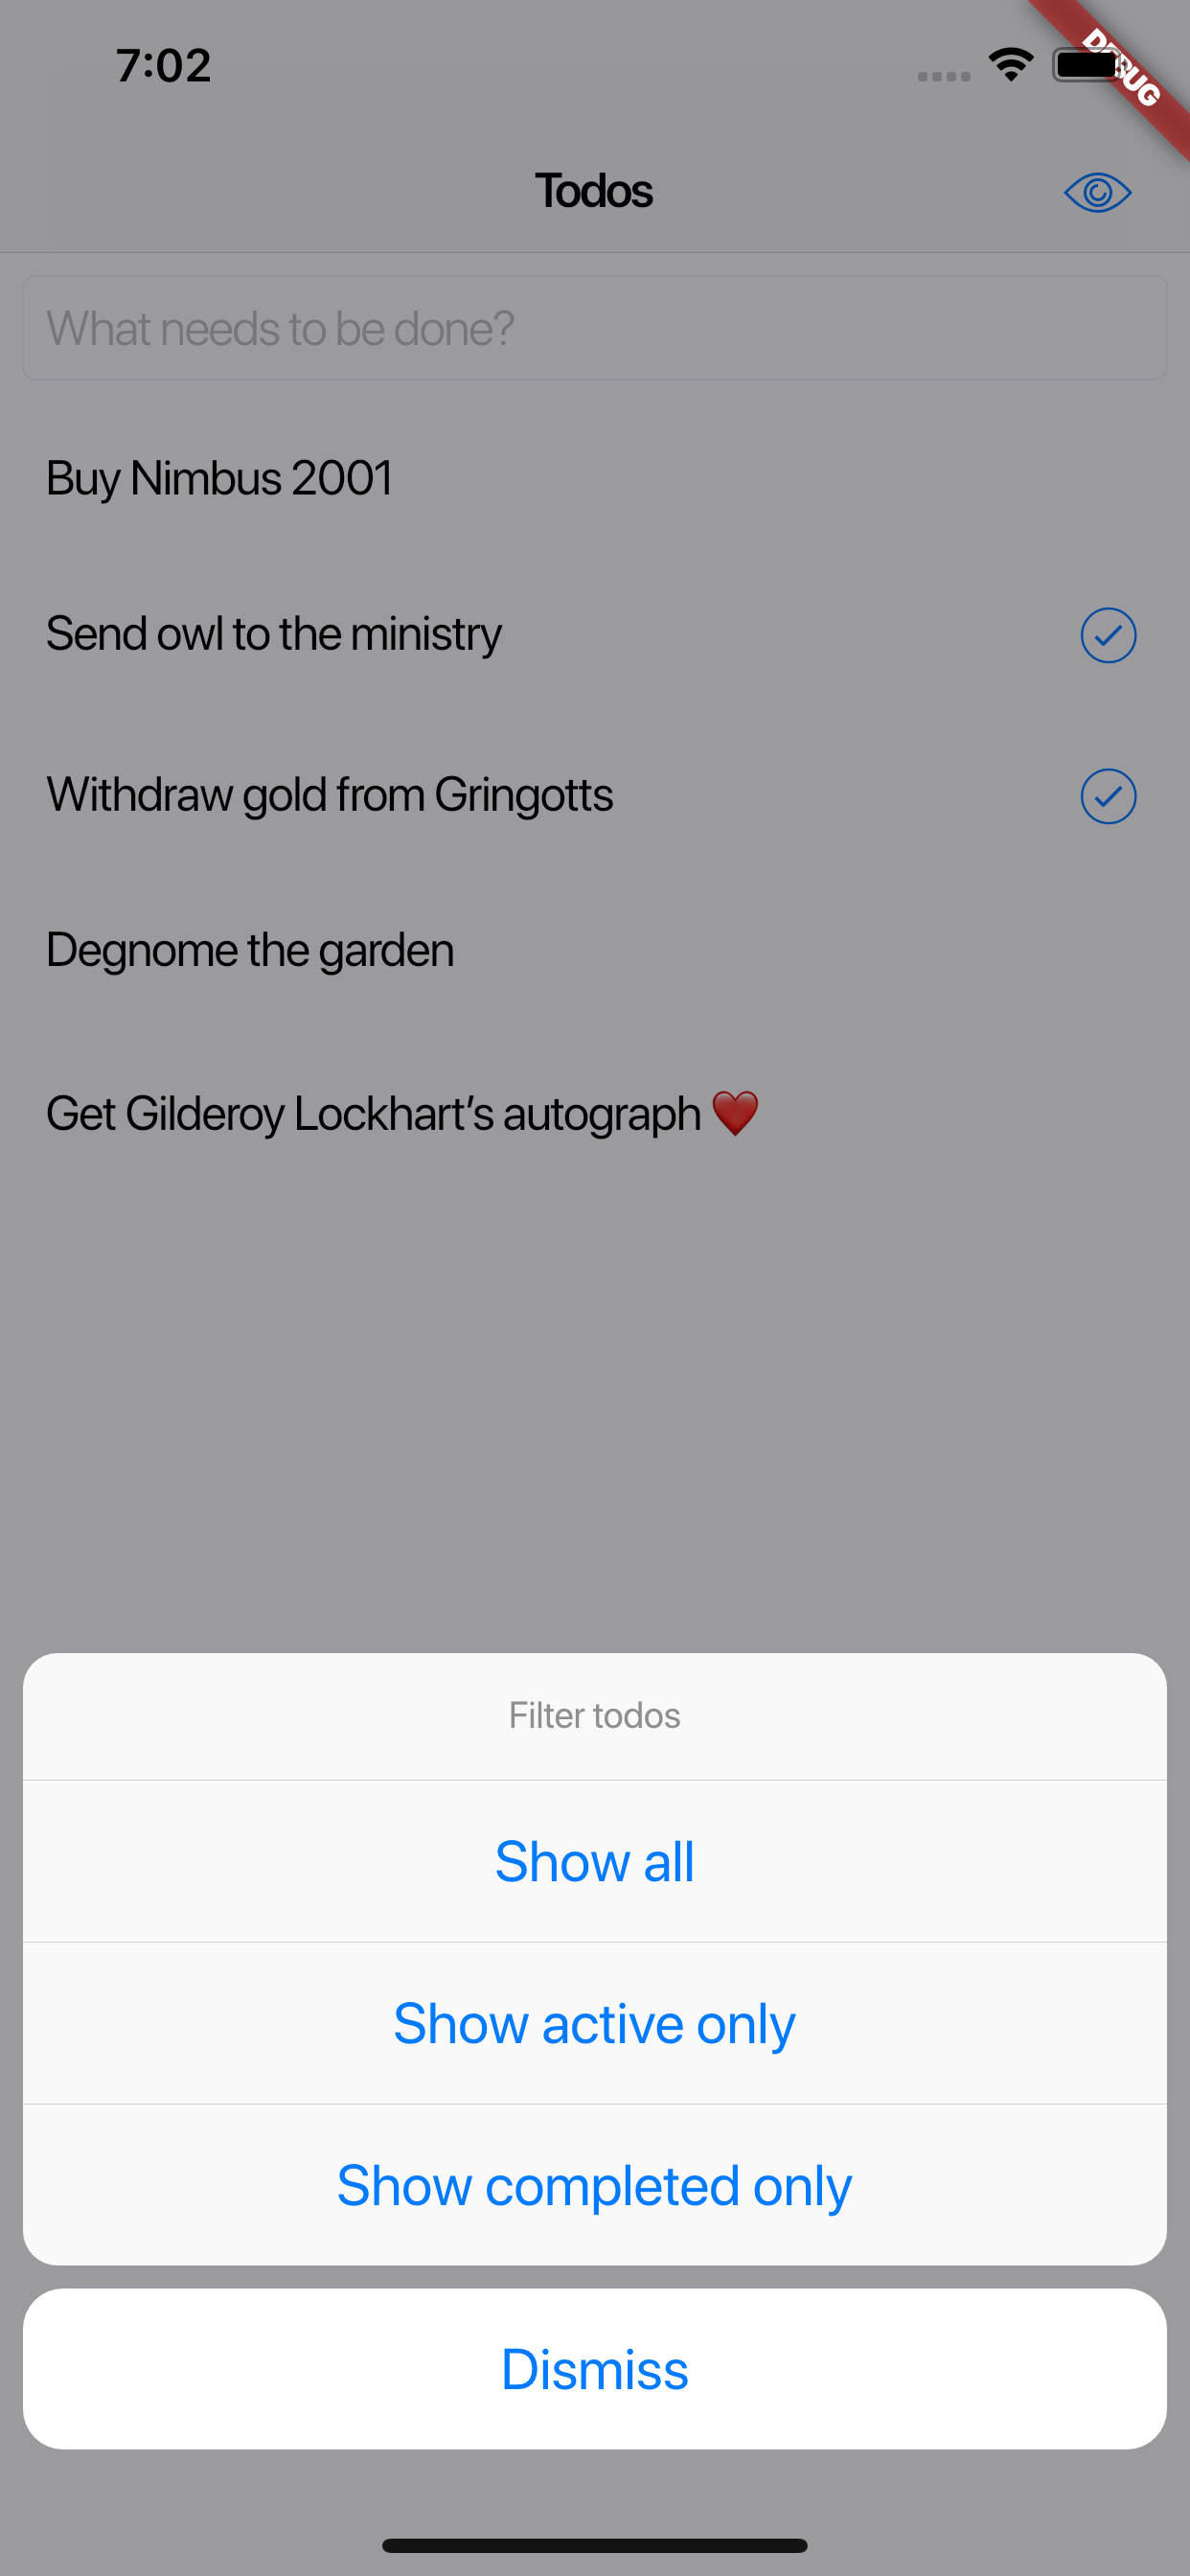 7:02
DEBUG
Todos
What needs to be done?
Buy Nimbus 2001
Send owl to the ministry
Withdraw gold from Gringotts
Degnome the garden
Get Gilderoy Lockhart’s autograph ❤️
Filter todos
Show all
Show active only
Show completed only
Dismiss